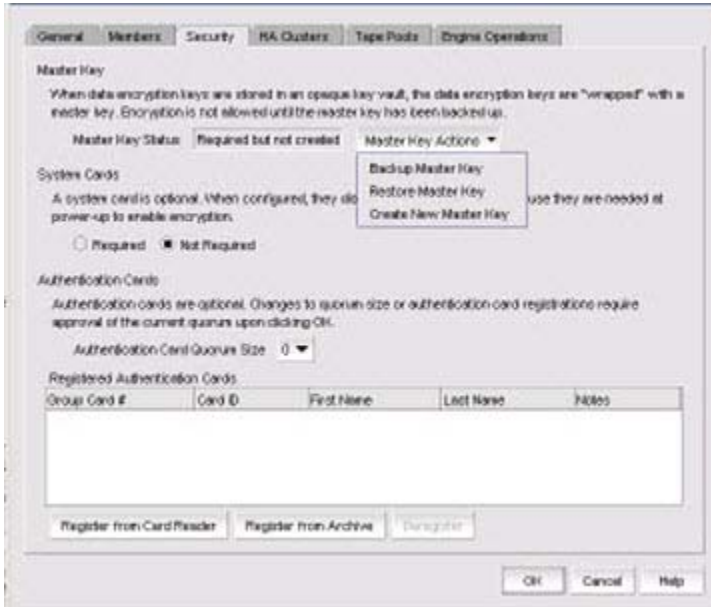 General Members Security HA Clusters Tape Pools Engine Operations
Master Key
When data encryption keys are stored in an opaque key vault, the data encryption keys are "wrapped" with a
master key. Encryption is not allowed until the master key has been backed up.
Master Key Status Required but not created Master Key Actions
Backup Master Key
Restore Master Key
Create New Master Key
System Cards
A system card is optional. When configured, they use they are needed at
power-up to enable encryption.
Required Not Required
Authentication Cards
Authentication cards are optional. Changes to quorum size or authentication card registrations require
approval of the current quorum upon clicking OK.
Authentication Card Quorum Size 0
Registered Authentication Cards
Group Card # Card ID First Name Last Name Notes
Register from Card Reader Register from Archive Deregister
OK Cancel Help